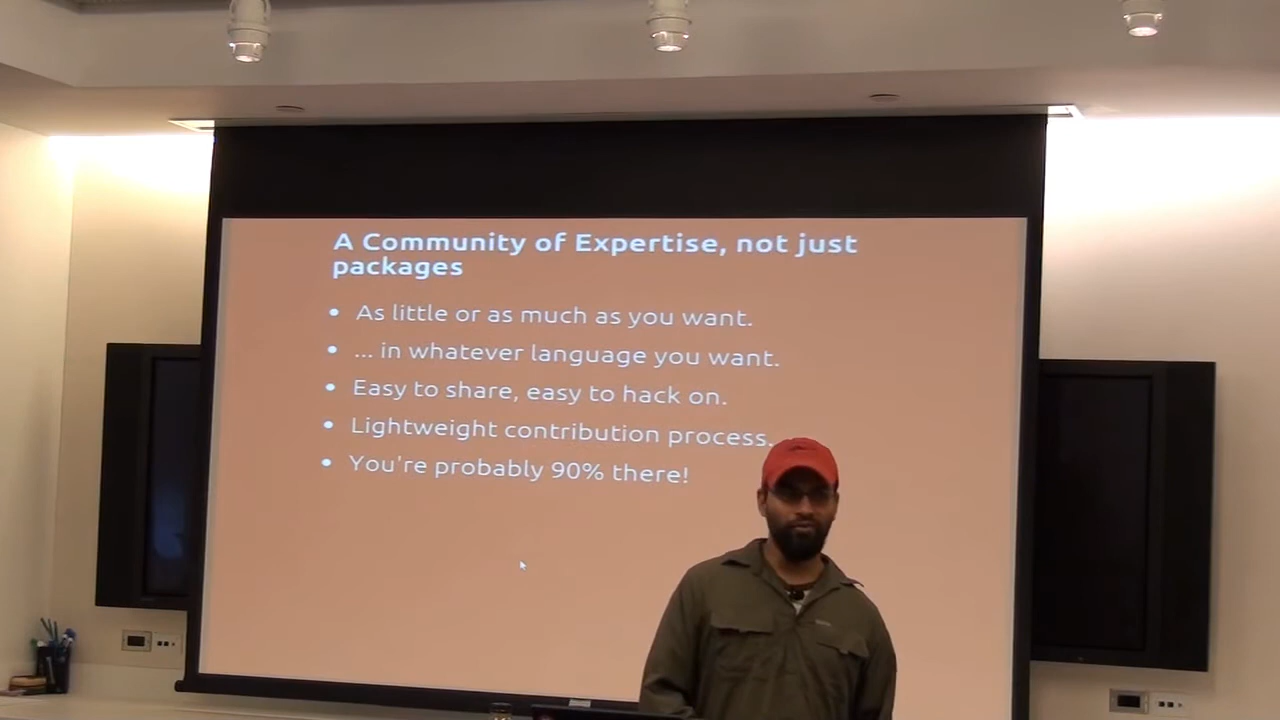 A Community of Expertise, not just
packages
As little or as much as you want.
... in whatever language you want.
Easy to share, easy to hack on.
Lightweight contribution process.
You're probably 90% there!